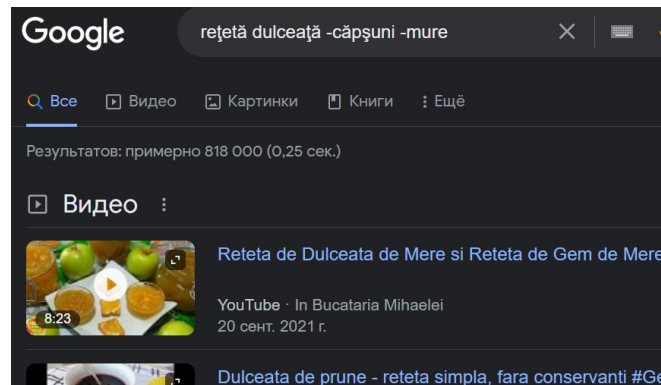 Google
reţetă dulceaţă -căpşuni -mure
Все Видео Картинки Книги Ещё
Результатов: примерно 818 000 (0,25 сек.)
Видео
Reteta de Dulceata de Mere si Reteta de Gem de Mere
8:23
YouTube · In Bucataria Mihaelei
20 сент. 2021 г.
Dulceata de prune - reteta simpla, fara conservanti